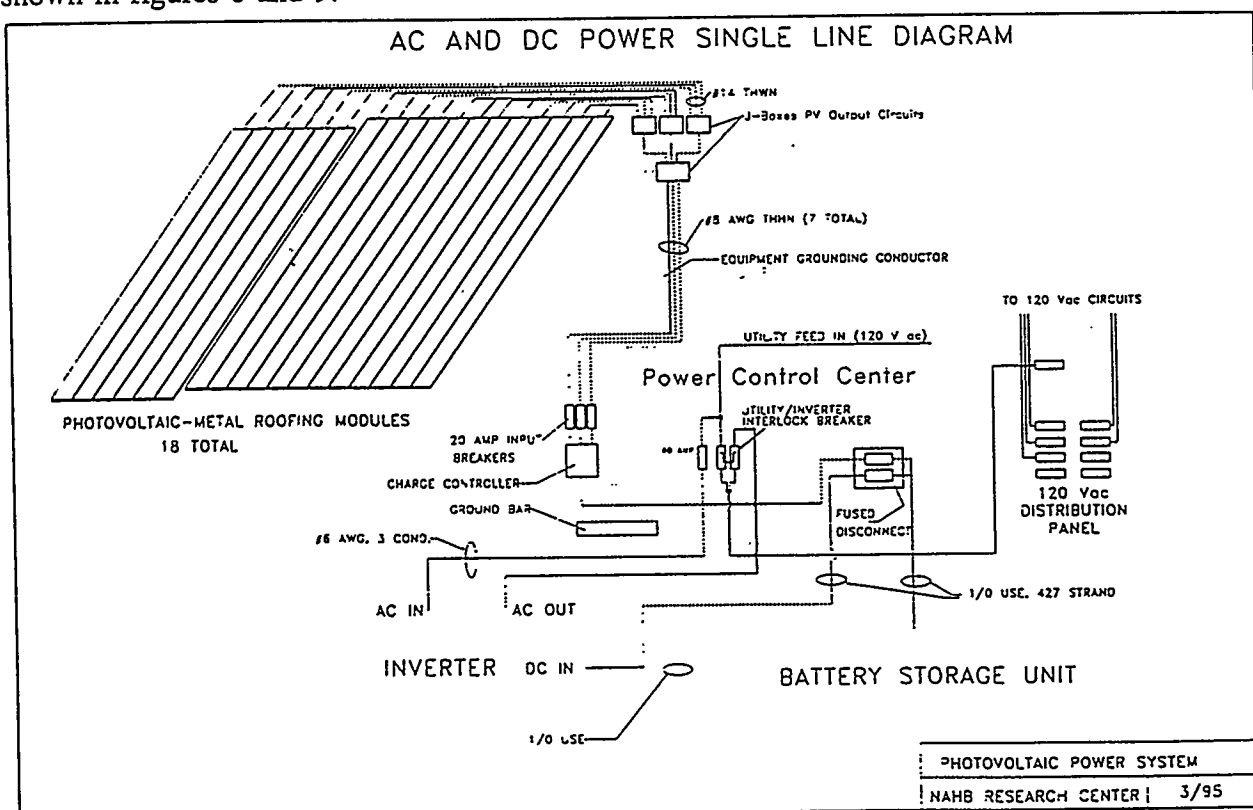 shown in figures
AC AND DC POWER SINGLE LINE DIAGRAM
#14 THWN
J-Boxes PV Output Circuits
AWG THHN (7 TOTAL)
EQUIPMENT GROUNDING CONDUCTOR
TO 120 Vac CIRCUITS
UTILITY FEED IN (120 V ac)
Power Control Center
PHOTOVOLTAIC-METAL ROOFING MODULES
18 TOTAL
UTILITY/INVERTER
INTERLOCK BREAKER
20 AMP INPUT
BREAKERS
AMP
CHARGE CONTROLLER
GROUND BAR
FUSED
DISCONNECT
120 Vac
DISTRIBUTION
PANEL
#6 AWG, 3 COND.
AC IN
AC OUT
1/0 USE, 427 STRAND
INVERTER
DC IN
BATTERY STORAGE UNIT
1/0 USE
PHOTOVOLTAIC POWER SYSTEM
NAHB RESEARCH CENTER 3/95